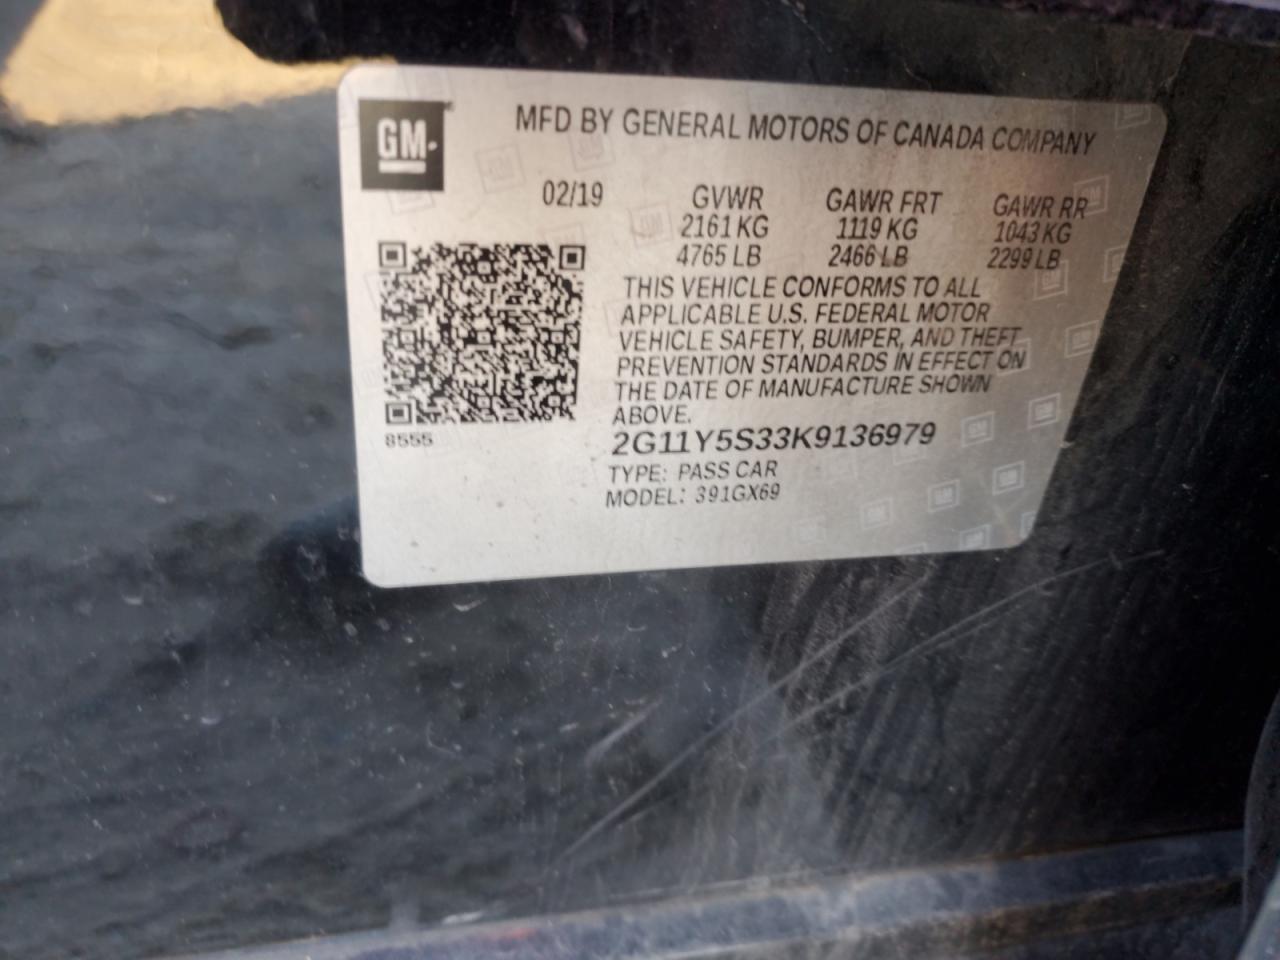 GM
MFD BY GENERAL MOTORS OF CANADA COMPANY
02/19 GVWR GAWR FRT GAWR RR
2161 KG 1119 KG 1043 KG
4765 LB 2466 LB 2299 LB
THIS VEHICLE CONFORMS TO ALL
APPLICABLE U.S. FEDERAL MOTOR
VEHICLE SAFETY, BUMPER, AND THEFT
PREVENTION STANDARDS IN EFFECT ON
THE DATE OF MANUFACTURE SHOWN
ABOVE.
8555
2G11Y5S33K9136979
TYPE: PASS CAR
MODEL: 391GX69